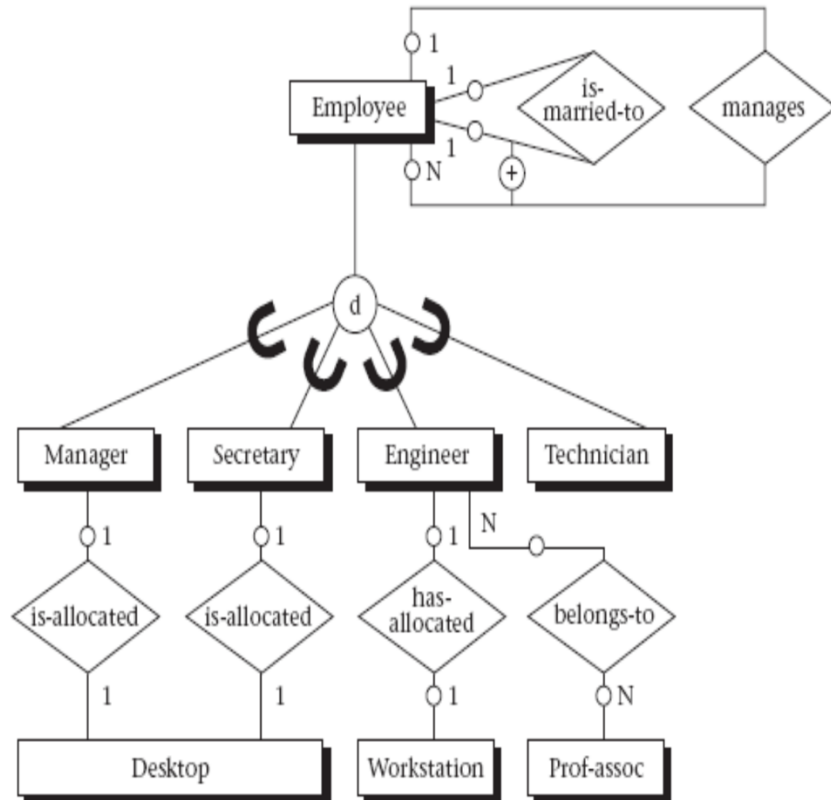 1
1
is-
married-to
manages
Employee
1
N
+
d
Manager
Secretary
Engineer
Technician
1
1
1
N
is-allocated
is-allocated
has-
allocated
belongs-to
1
1
1
N
Desktop
Workstation
Prof-assoc